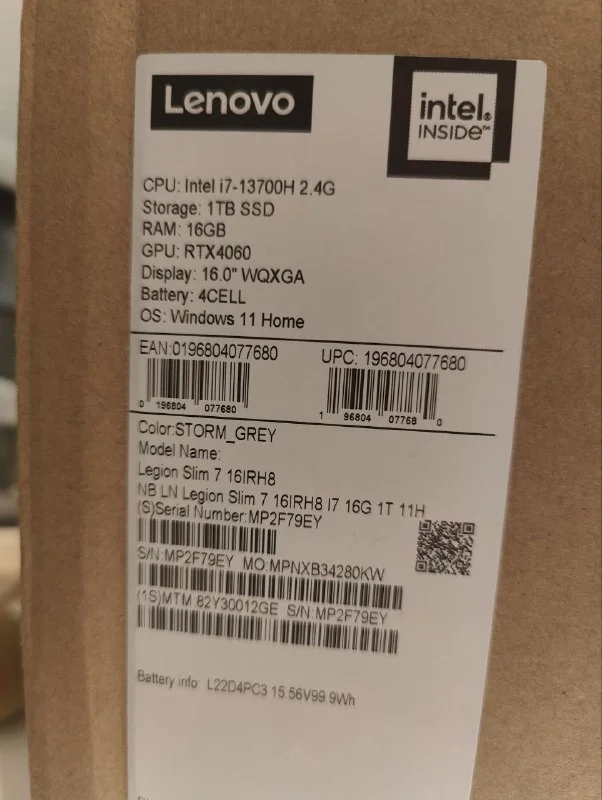 Lenovo
intel.
INSIDE™
CPU: Intel i7-13700H 2.4G
Storage: 1TB SSD
RAM: 16GB
GPU: RTX4060
Display: 16.0" WQXGA
Battery: 4CELL
OS: Windows 11 Home
EAN:0196804077680 UPC: 196804077680
0 196804 077680 1 96804 07768 0
Color:STORM_GREY
Model Name:
Legion Slim 7 16IRH8
NB LN Legion Slim 7 16IRH8 I7 16G 1T 11H
(S)Serial Number:MP2F79EY
S/N:MP2F79EY MO:MPNXB34280KW
(1S)MTM 82Y30012GE S/N:MP2F79EY
Battery info: L22D4PC3 15.56V99.9Wh